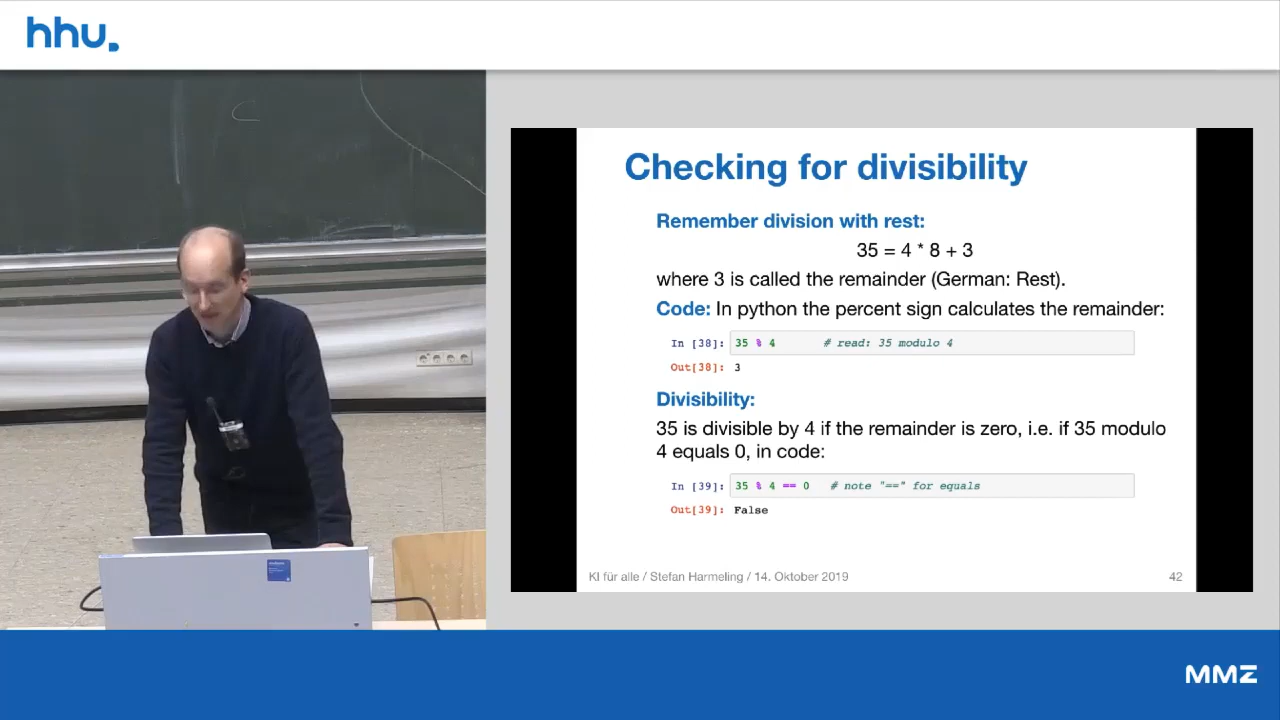 hhu.
Checking for divisibility
Remember division with rest:
35 = 4 * 8 + 3
where 3 is called the remainder (German: Rest).
Code: In python the percent sign calculates the remainder:
In [38]: 35 % 4 # read: 35 modulo 4
Out[38]: 3
Divisibility:
35 is divisible by 4 if the remainder is zero, i.e. if 35 modulo
4 equals 0, in code:
In [39]: 35 % 4 == 0 # note "==" for equals
Out[39]: False
KI für alle / Stefan Harmeling / 14. Oktober 2019
42
MMZ